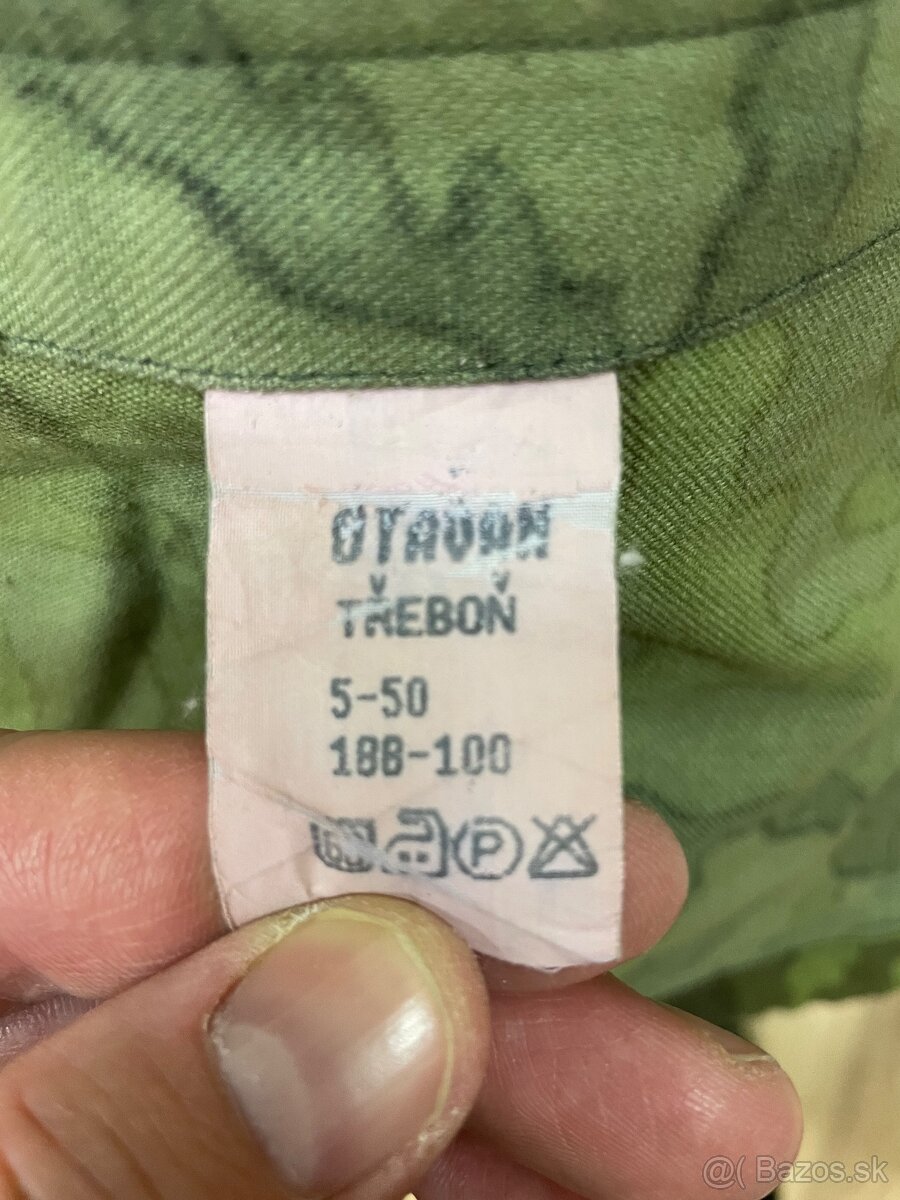 OTAVAN
TŘEBOŇ
5-50
188-100
P
@( Bazos.sk